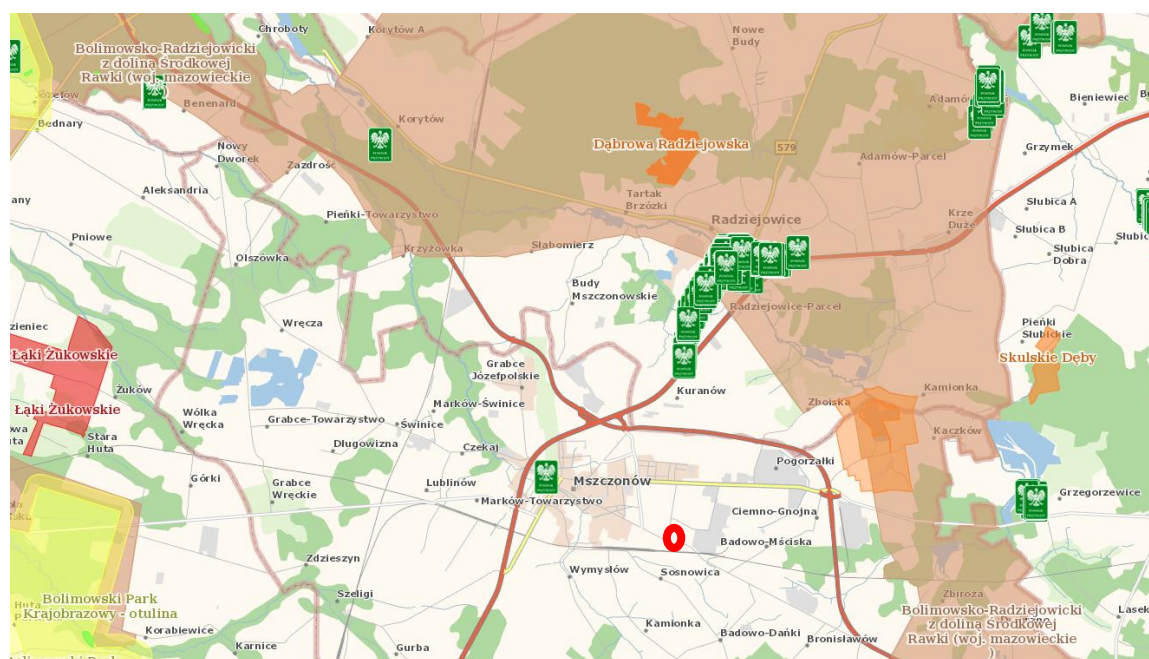 Chroboty
Korytów A
Nowe
Budy
Bolimowsko-Radziejowicki
z doliną Środkowej
Rawki (woj. mazowieckie
Józefów
Benenard
Bednary
Korytów
Bieniewiec
Dąbrowa Radziejowska
579
Nowy
Dworek
Zazdrość
Adamów-Parcel
Grzymek
Aleksandria
Tartak
Brzózki
Pieńki-Towarzystwo
Radziejowice
Krze
Duże
Słubica A
Pniowe
Olszówka
Krzyżówka
Słabomierz
Słubica B
Słubica
Dobra
Budy
Mszczonowskie
Radziejowice-Parcel
Wręcza
Pieńki
Słubickie
Łąki Żukowskie
Skulskie Dęby
Grabce
Józefpolskie
Żuków
Kuranów
Kamionka
Zboiska
Łąki Żukowskie
Wólka
Wręcka
Grabce-Towarzystwo
Marków-Świnice
Świnice
Stara
Huta
Długowizna
Czekaj
Kaczków
Pogorzałki
Górki
Grabce
Wręckie
Lublinów
Mszczonów
Marków-Towarzystwo
Grzegorzewice
Ciemno-Gnojna
Badowo-Mściska
Zdzieszyn
Wymysłów
Sosnowica
Szeligi
Zbiroża
Bolimowski Park
Krajobrazowy - otulina
Huta
Bolimowsko-Radziejowicki
z doliną Środkowej
Rawki (woj. mazowieckie
)
Korabiewice
Kamionka
Badowo-Dańki
Bronisławów
Karnice
Gurba
Bolimowski Park